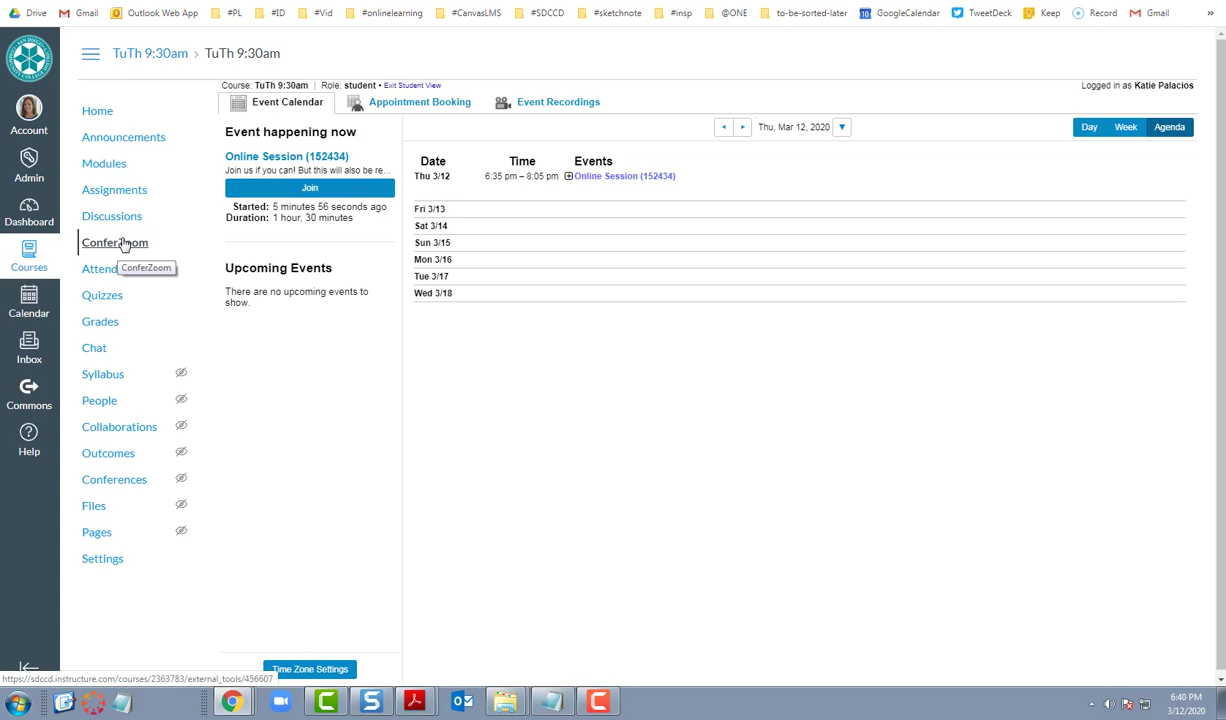 Drive Gmail Outlook Web App #PL #ID #Vid #onlinelearning #CanvasLMS #SDCCD #sketchnote #insp @ONE to-be-sorted-later 10 GoogleCalendar TweetDeck Keep Record Gmail »
TuTh 9:30am › TuTh 9:30am
Course: TuTh 9:30am | Role: student • Exit Student View
Logged in as Katie Palacios
Event Calendar Appointment Booking Event Recordings
Account
Admin
Dashboard
Courses
Calendar
Inbox
Commons
Help
Home
Announcements
Modules
Assignments
Discussions
ConferZoom
Attend
ConferZoom
Quizzes
Grades
Chat
Syllabus
People
Collaborations
Outcomes
Conferences
Files
Pages
Settings
Event happening now
Online Session (152434)
Join us if you can! But this will also be re...
Join
Started: 5 minutes 56 seconds ago
Duration: 1 hour, 30 minutes
Upcoming Events
There are no upcoming events to
show.
Time Zone Settings
Thu, Mar 12, 2020
Day Week Agenda
Date Time Events
Thu 3/12 6:35 pm – 8:05 pm Online Session (152434)
Fri 3/13
Sat 3/14
Sun 3/15
Mon 3/16
Tue 3/17
Wed 3/18
https://sdccd.instructure.com/courses/2363783/external_tools/456607
6:40 PM
3/12/2020